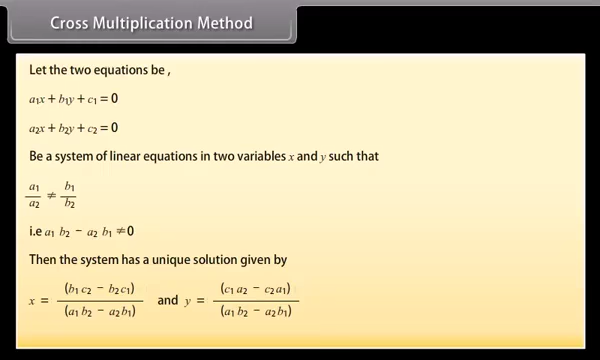 Cross Multiplication Method
Let the two equations be ,
a₁x + b₁y + c₁ = 0
a₂x + b₂y + c₂ = 0
Be a system of linear equations in two variables x and y such that
a₁/a₂ ≠ b₁/b₂
i.e a₁ b₂ − a₂ b₁ ≠ 0
Then the system has a unique solution given by
x = (b₁ c₂ − b₂ c₁)/(a₁ b₂ − a₂ b₁) and y = (c₁ a₂ − c₂ a₁)/(a₁ b₂ − a₂ b₁)